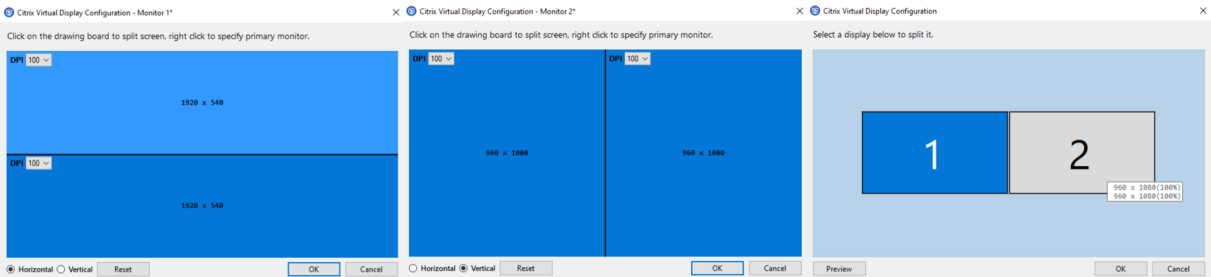 Citrix Virtual Display Configuration - Monitor 1*
Click on the drawing board to split screen, right click to specify primary monitor.
DPI 100
1920 x 540
DPI 100
1920 x 540
Horizontal Vertical Reset OK Cancel
Citrix Virtual Display Configuration - Monitor 2*
Click on the drawing board to split screen, right click to specify primary monitor.
DPI 100 DPI 100
960 x 1080 960 x 1080
Horizontal Vertical Reset OK Cancel
Citrix Virtual Display Configuration
Select a display below to split it.
1 2
960 x 1080(100%)
960 x 1080(100%)
Preview OK Cancel